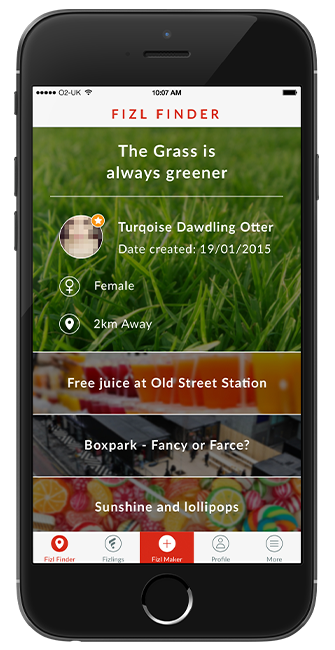 O2-UK
10:07 AM
FIZL FINDER
The Grass is
always greener
Turqoise Dawdling Otter
Date created: 19/01/2015
Female
2km Away
Free juice at Old Street Station
Boxpark - Fancy or Farce?
Sunshine and lollipops
Fizl Finder
Fizlings
Fizl Maker
Profile
More